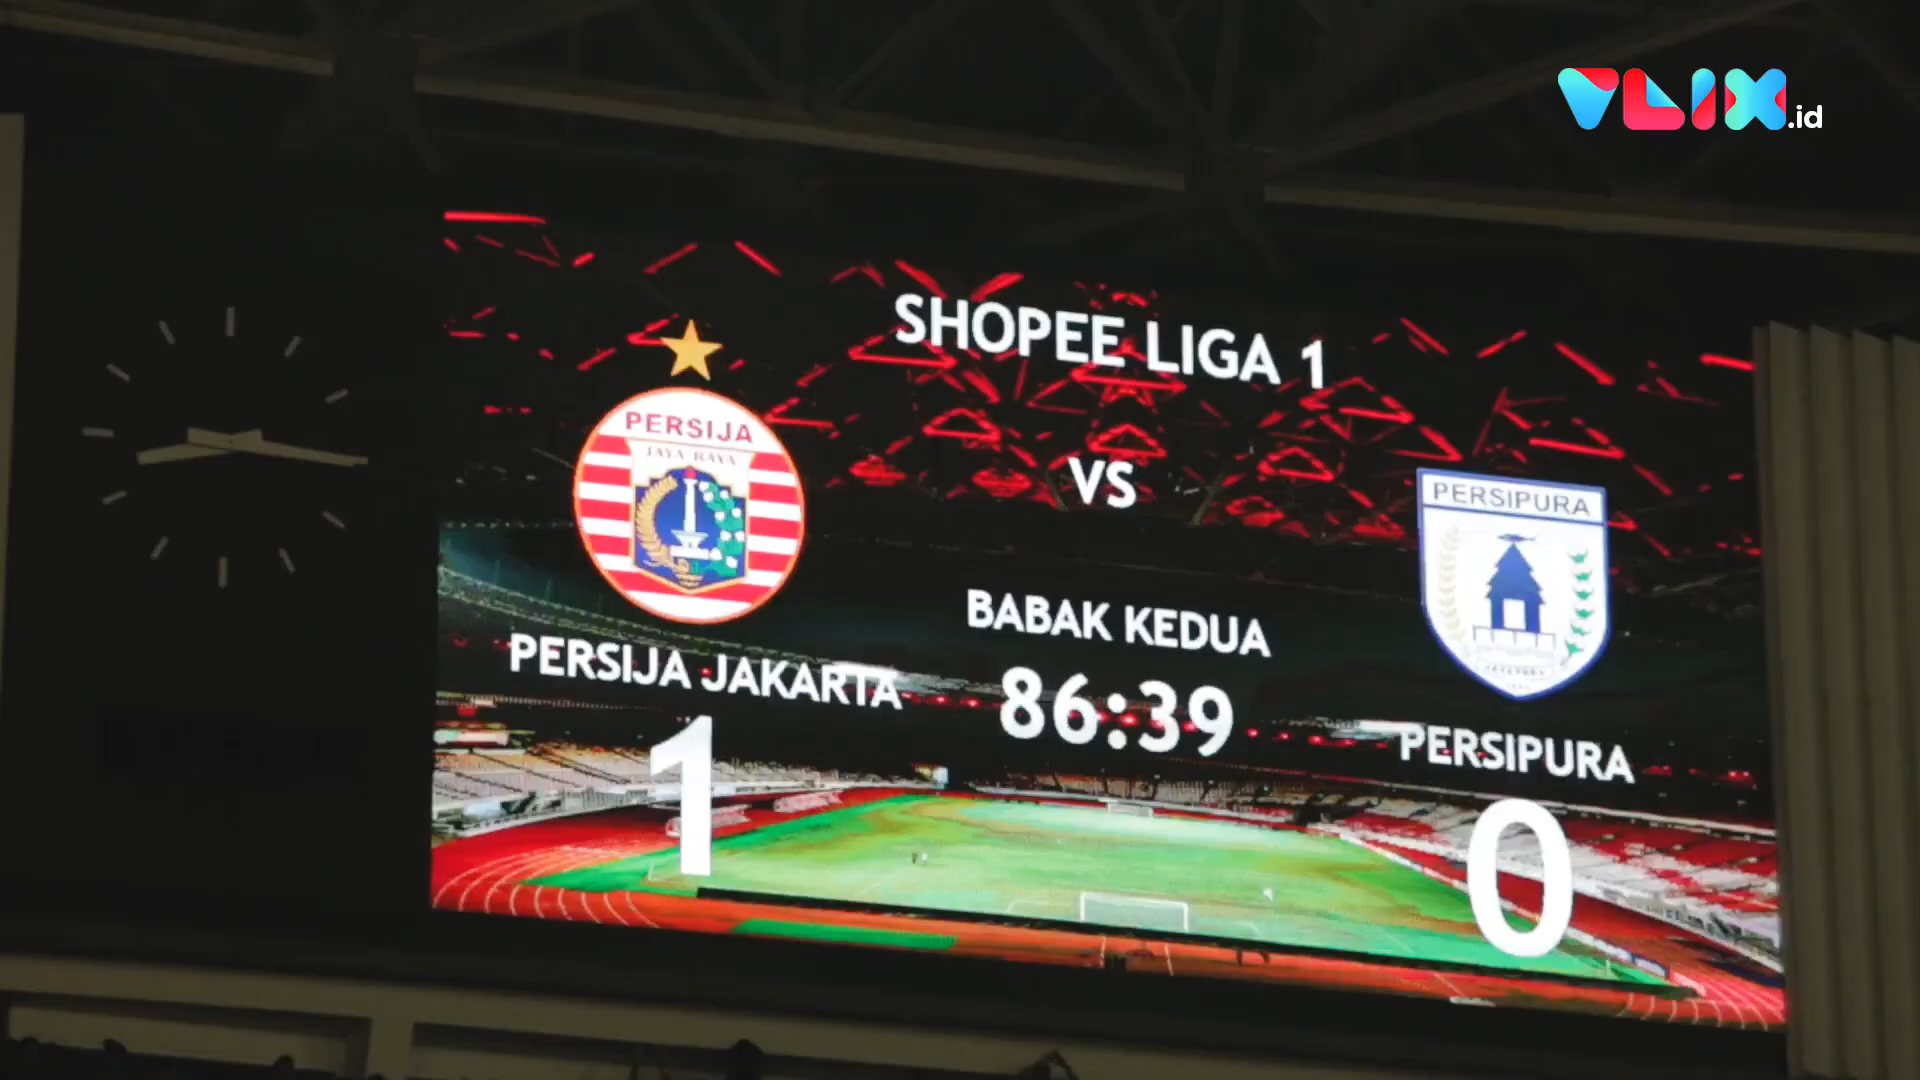 VLIX.id
SHOPEE LIGA 1
PERSIJA
JAYA RAYA
VS
PERSIPURA
BABAK KEDUA
PERSIJA JAKARTA
86:39
PERSIPURA
1
0